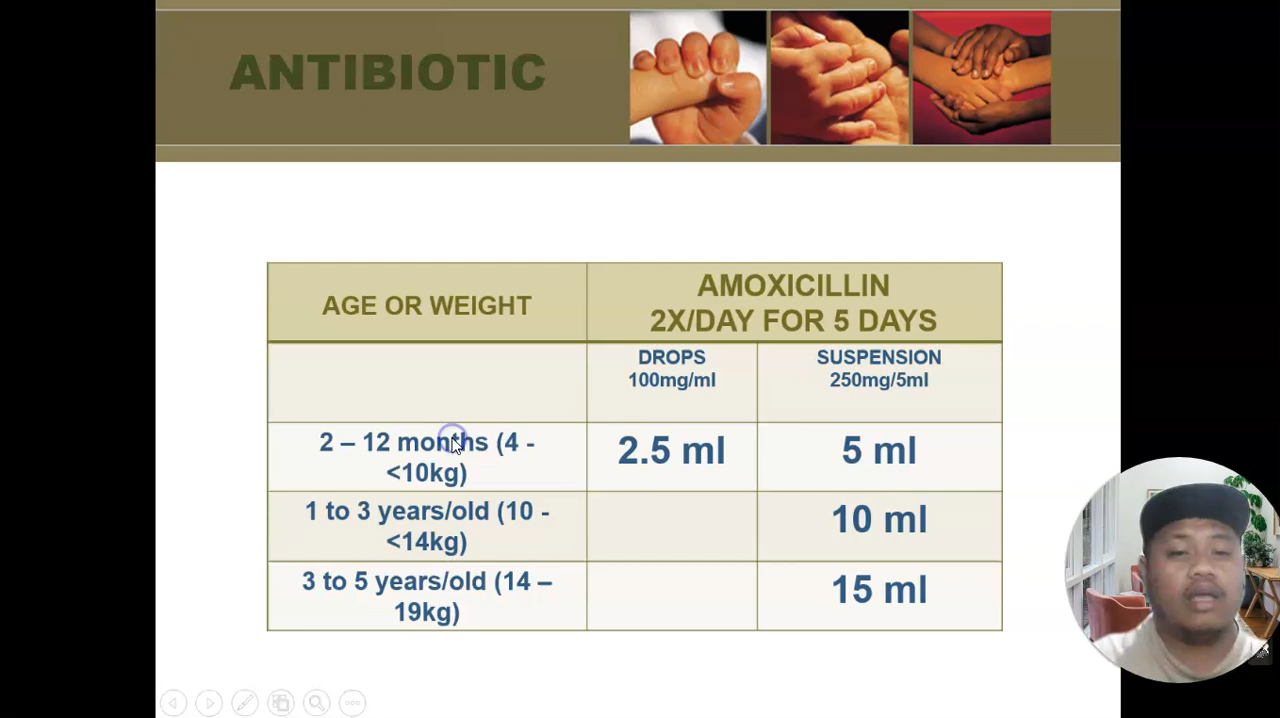 ANTIBIOTIC
AGE OR WEIGHT
AMOXICILLIN
2X/DAY FOR 5 DAYS
DROPS
100mg/ml
SUSPENSION
250mg/5ml
2 – 12 months (4 -
<10kg)
2.5 ml
5 ml
1 to 3 years/old (10 -
<14kg)
10 ml
3 to 5 years/old (14 –
19kg)
15 ml